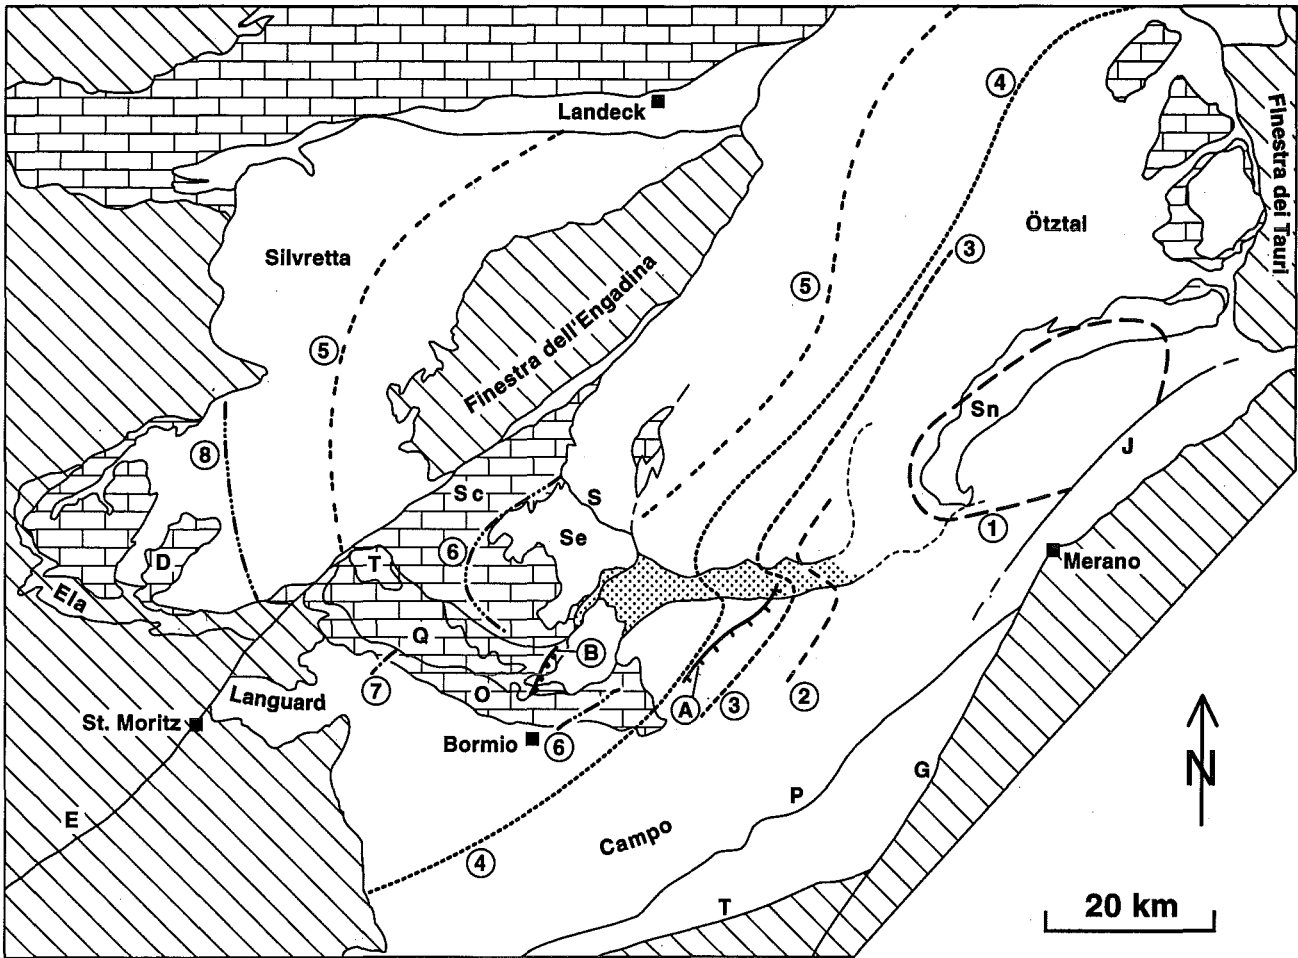 4
Landeck
Finestra dei Tauri
Ötztal
3
Silvretta
5
Finestra dell'Engadina
5
Sn
8
J
Sc
S
1
6
Se
D
T
Merano
Ela
Q
B
7
O
A
3
2
Languard
St. Moritz
Bormio
6
G
N
P
E
Campo
4
T
20 km